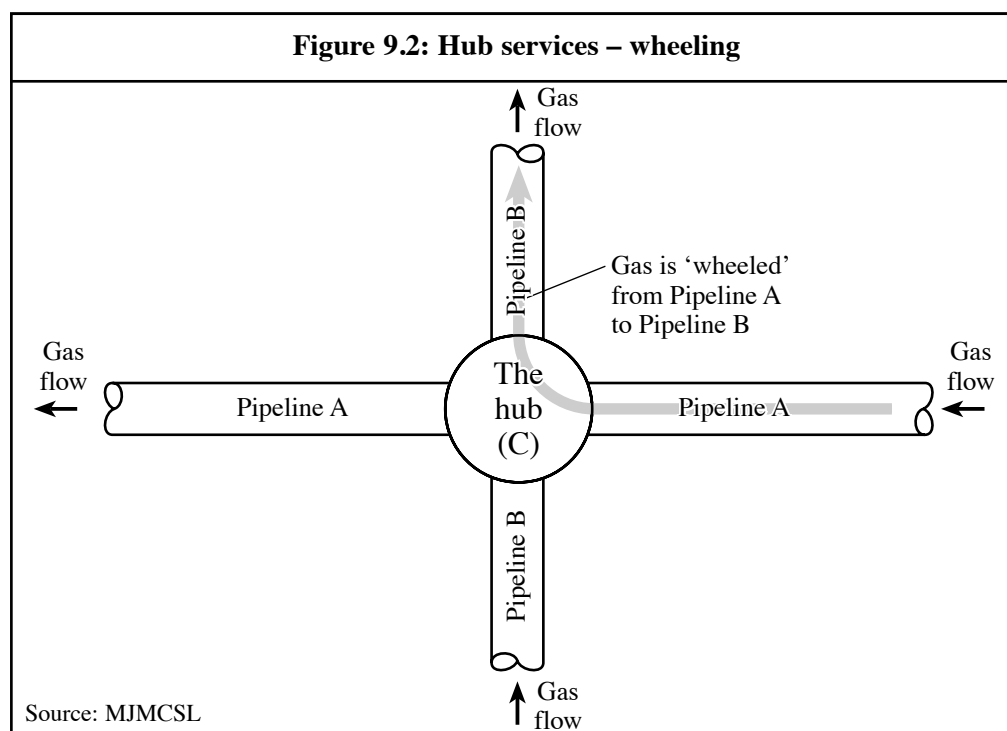 Figure 9.2: Hub services – wheeling
Gas
flow
Pipeline B
Gas is ‘wheeled’
from Pipeline A
to Pipeline B
Gas
flow
Pipeline A
The
hub
(C)
Pipeline A
Gas
flow
Pipeline B
Gas
flow
Source: MJMCSL